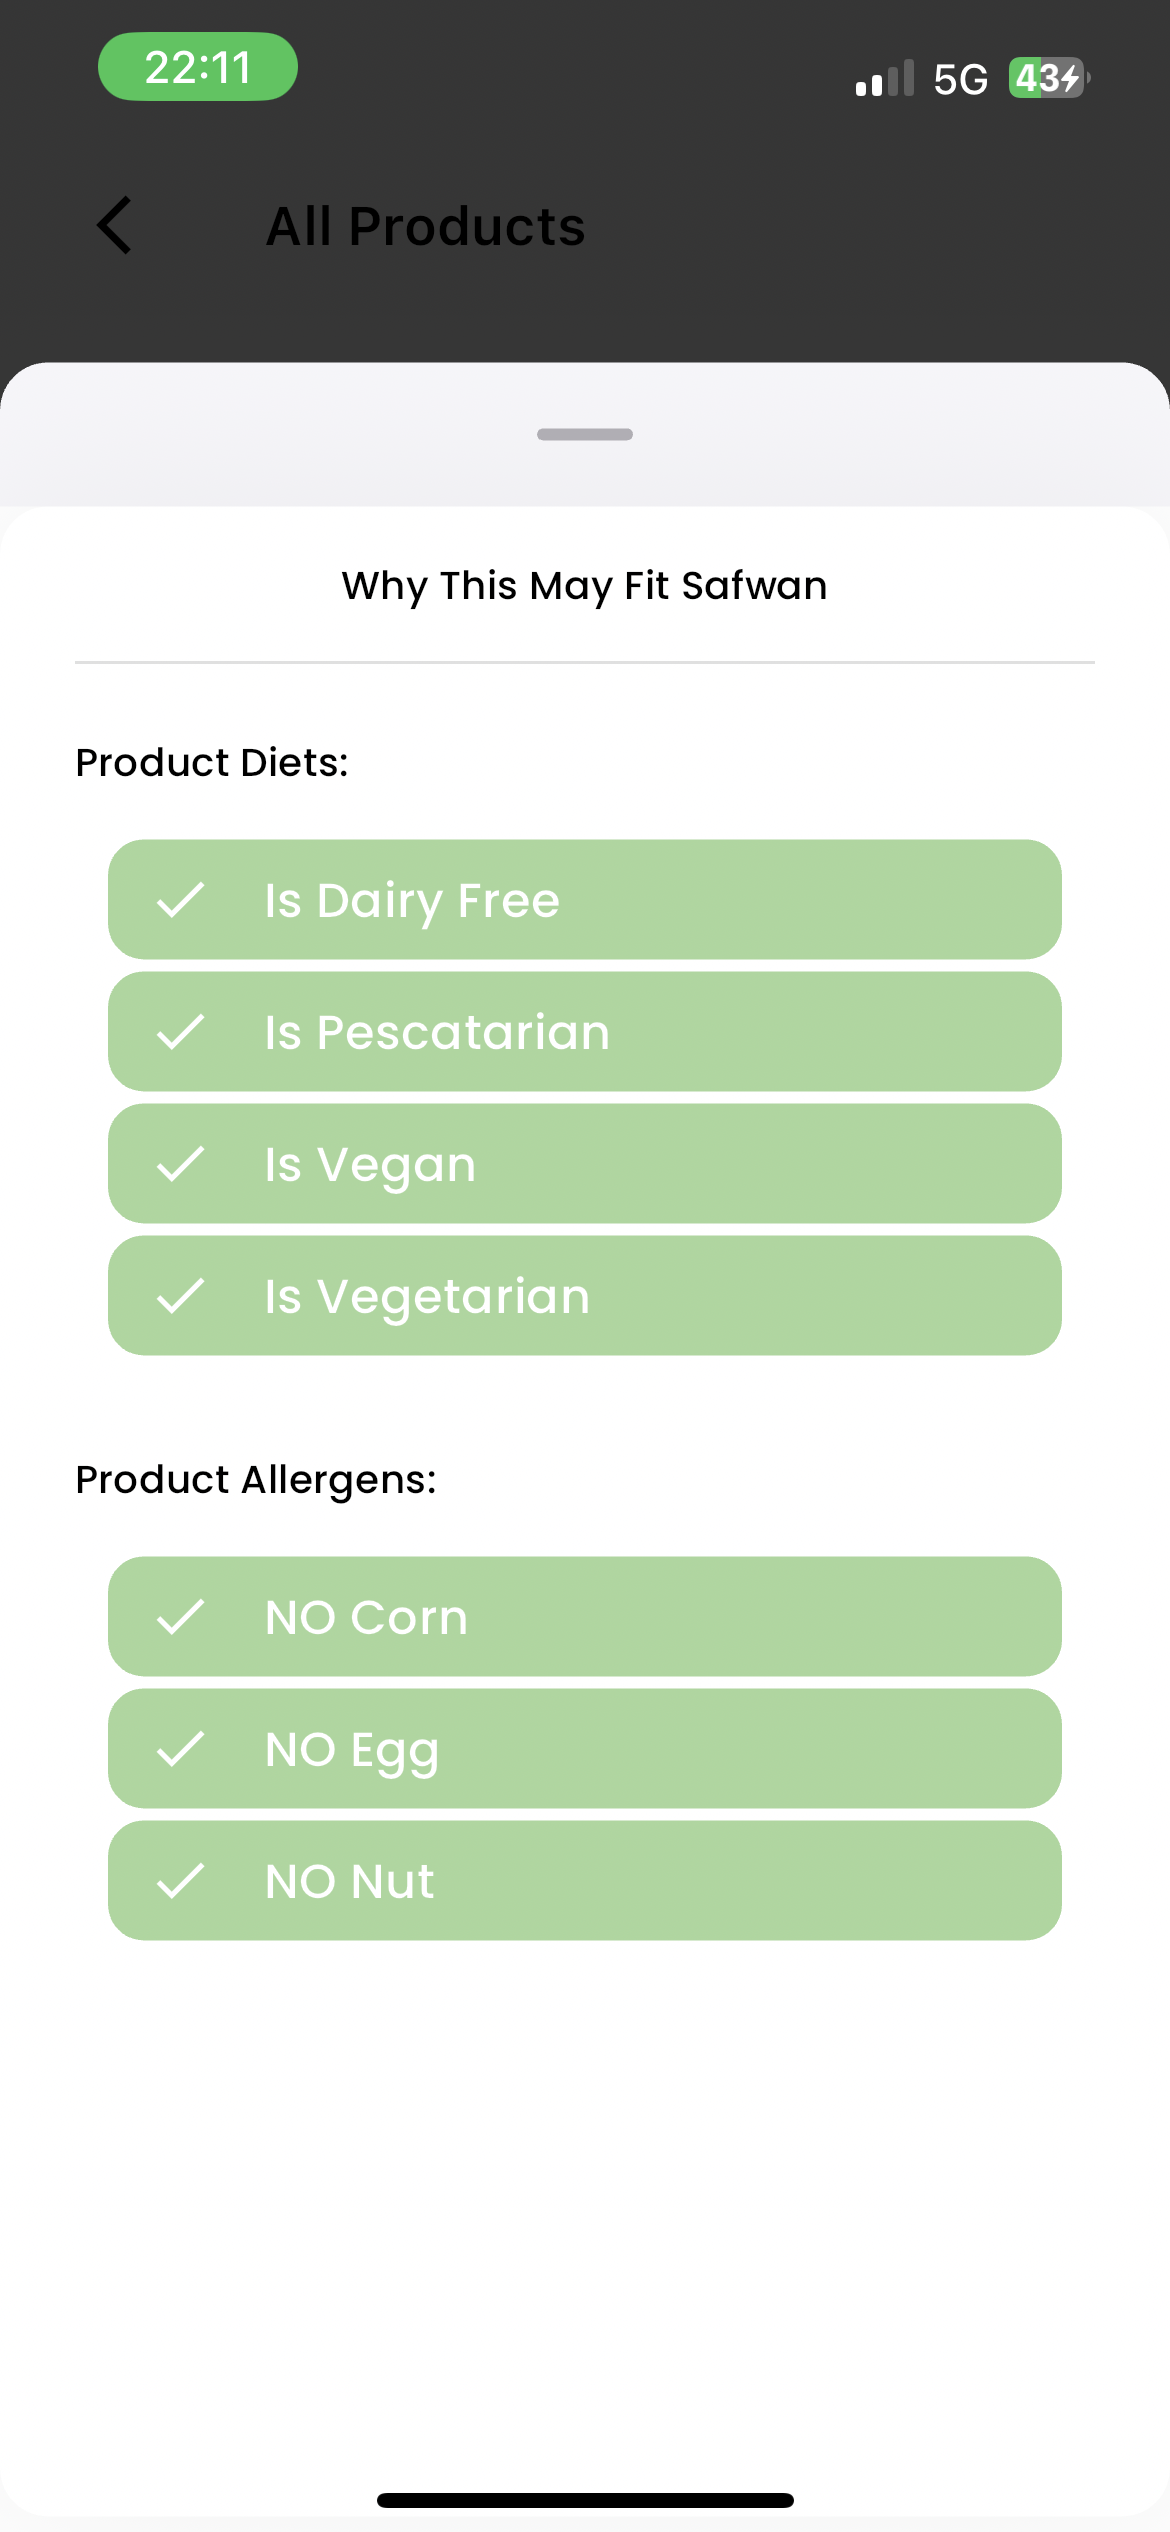 22:11
5G
43
All Products
Why This May Fit Safwan
Product Diets:
Is Dairy Free
Is Pescatarian
Is Vegan
Is Vegetarian
Product Allergens:
NO Corn
NO Egg
NO Nut